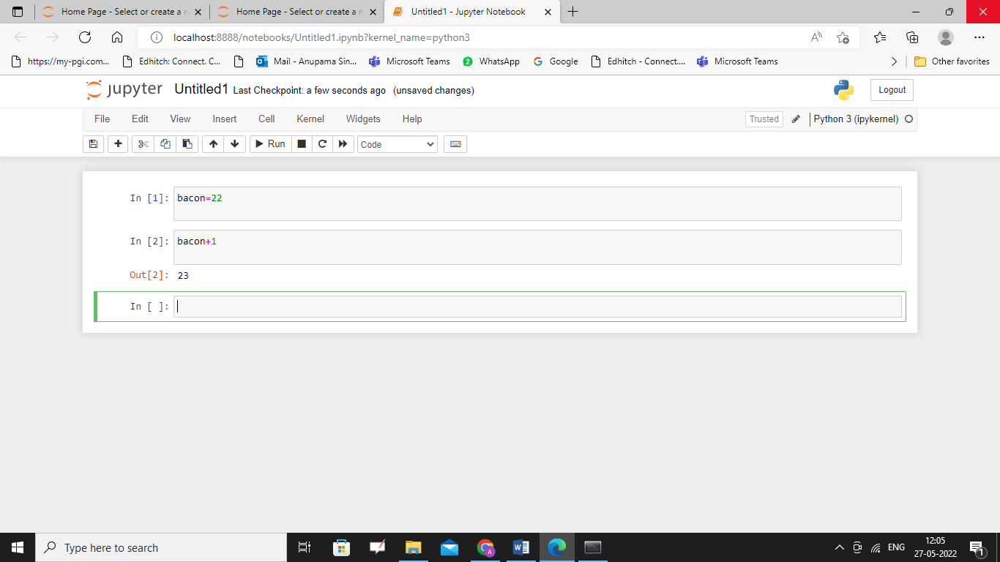 Home Page - Select or create a n
Home Page - Select or create a n
Untitled1 - Jupyter Notebook
localhost:8888/notebooks/Untitled1.ipynb?kernel_name=python3
https://my-pgi.com...
Edhitch: Connect. C...
Mail - Anupama Sin...
Microsoft Teams
2 WhatsApp
Google
Edhitch - Connect....
Microsoft Teams
Other favorites
jupyter Untitled1 Last Checkpoint: a few seconds ago (unsaved changes)
Logout
File Edit View Insert Cell Kernel Widgets Help
Trusted
Python 3 (ipykernel)
Run
Code
In [1]: bacon=22
In [2]: bacon+1
Out[2]: 23
In [ ]:
Type here to search
A
W
ENG
12:05
27-05-2022
1